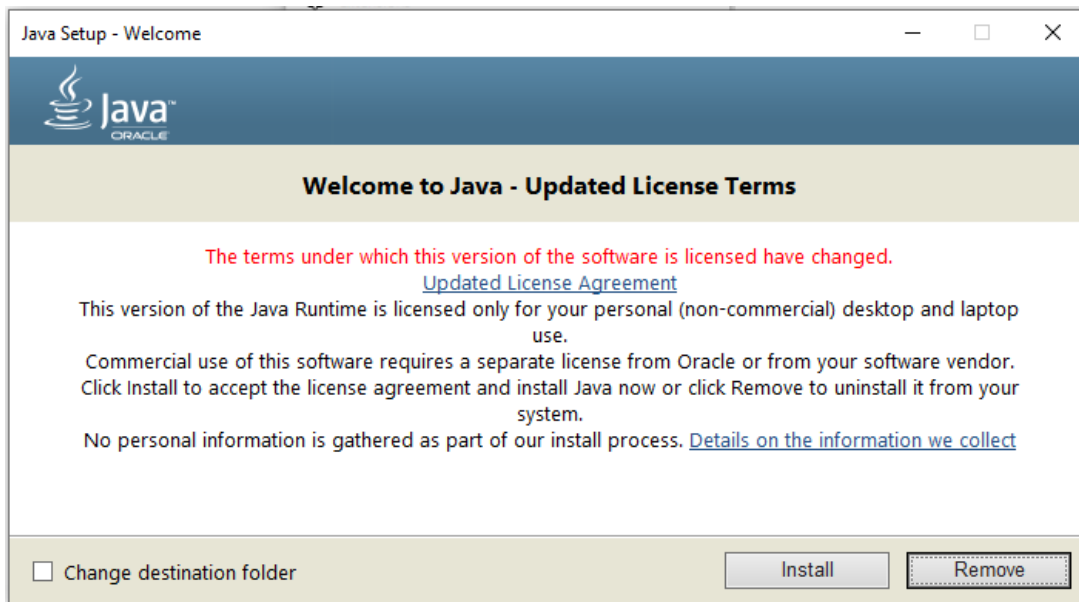 Java Setup - Welcome
Java™
ORACLE
Welcome to Java - Updated License Terms
The terms under which this version of the software is licensed have changed.
Updated License Agreement
This version of the Java Runtime is licensed only for your personal (non-commercial) desktop and laptop
use.
Commercial use of this software requires a separate license from Oracle or from your software vendor.
Click Install to accept the license agreement and install Java now or click Remove to uninstall it from your
system.
No personal information is gathered as part of our install process. Details on the information we collect
Change destination folder
Install
Remove